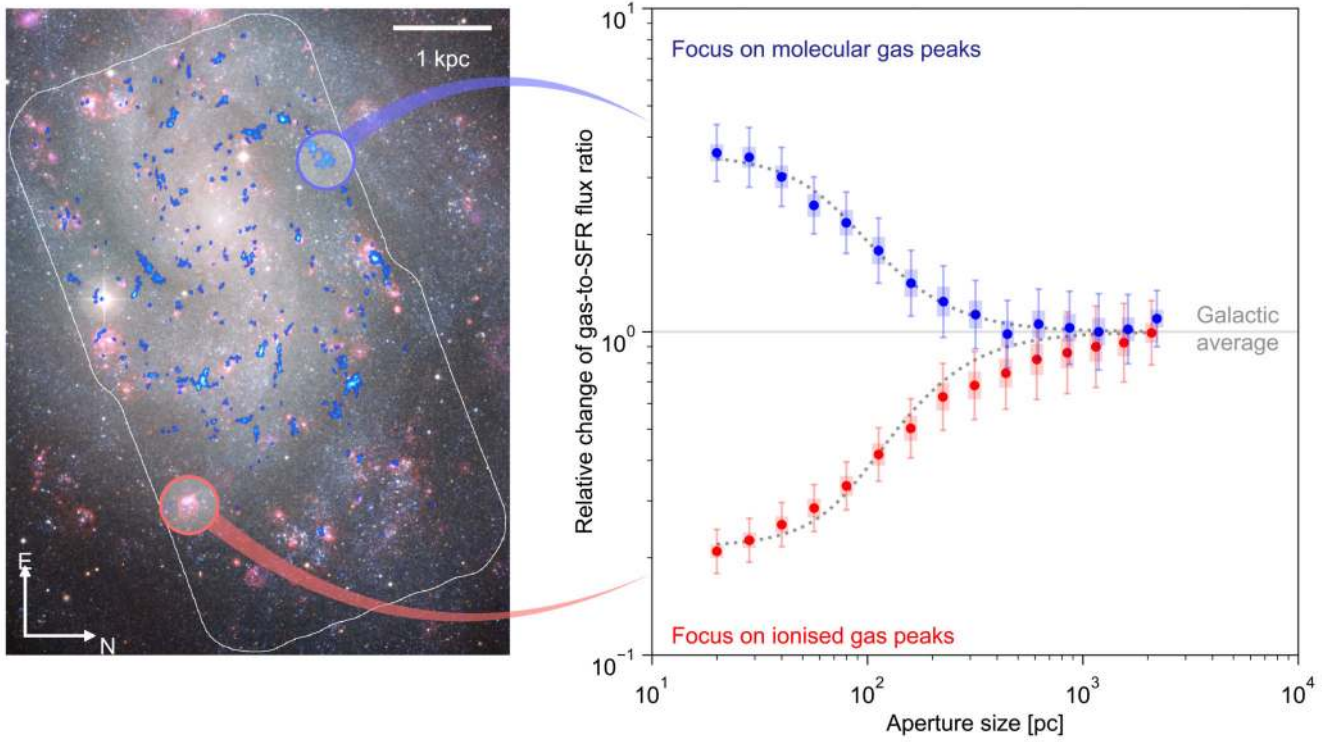 1 kpc
E
N
Focus on molecular gas peaks
Galactic
average
Focus on ionised gas peaks
Relative change of gas-to-SFR flux ratio
10¹
10⁰
10⁻¹
10¹
10²
10³
10⁴
Aperture size [pc]